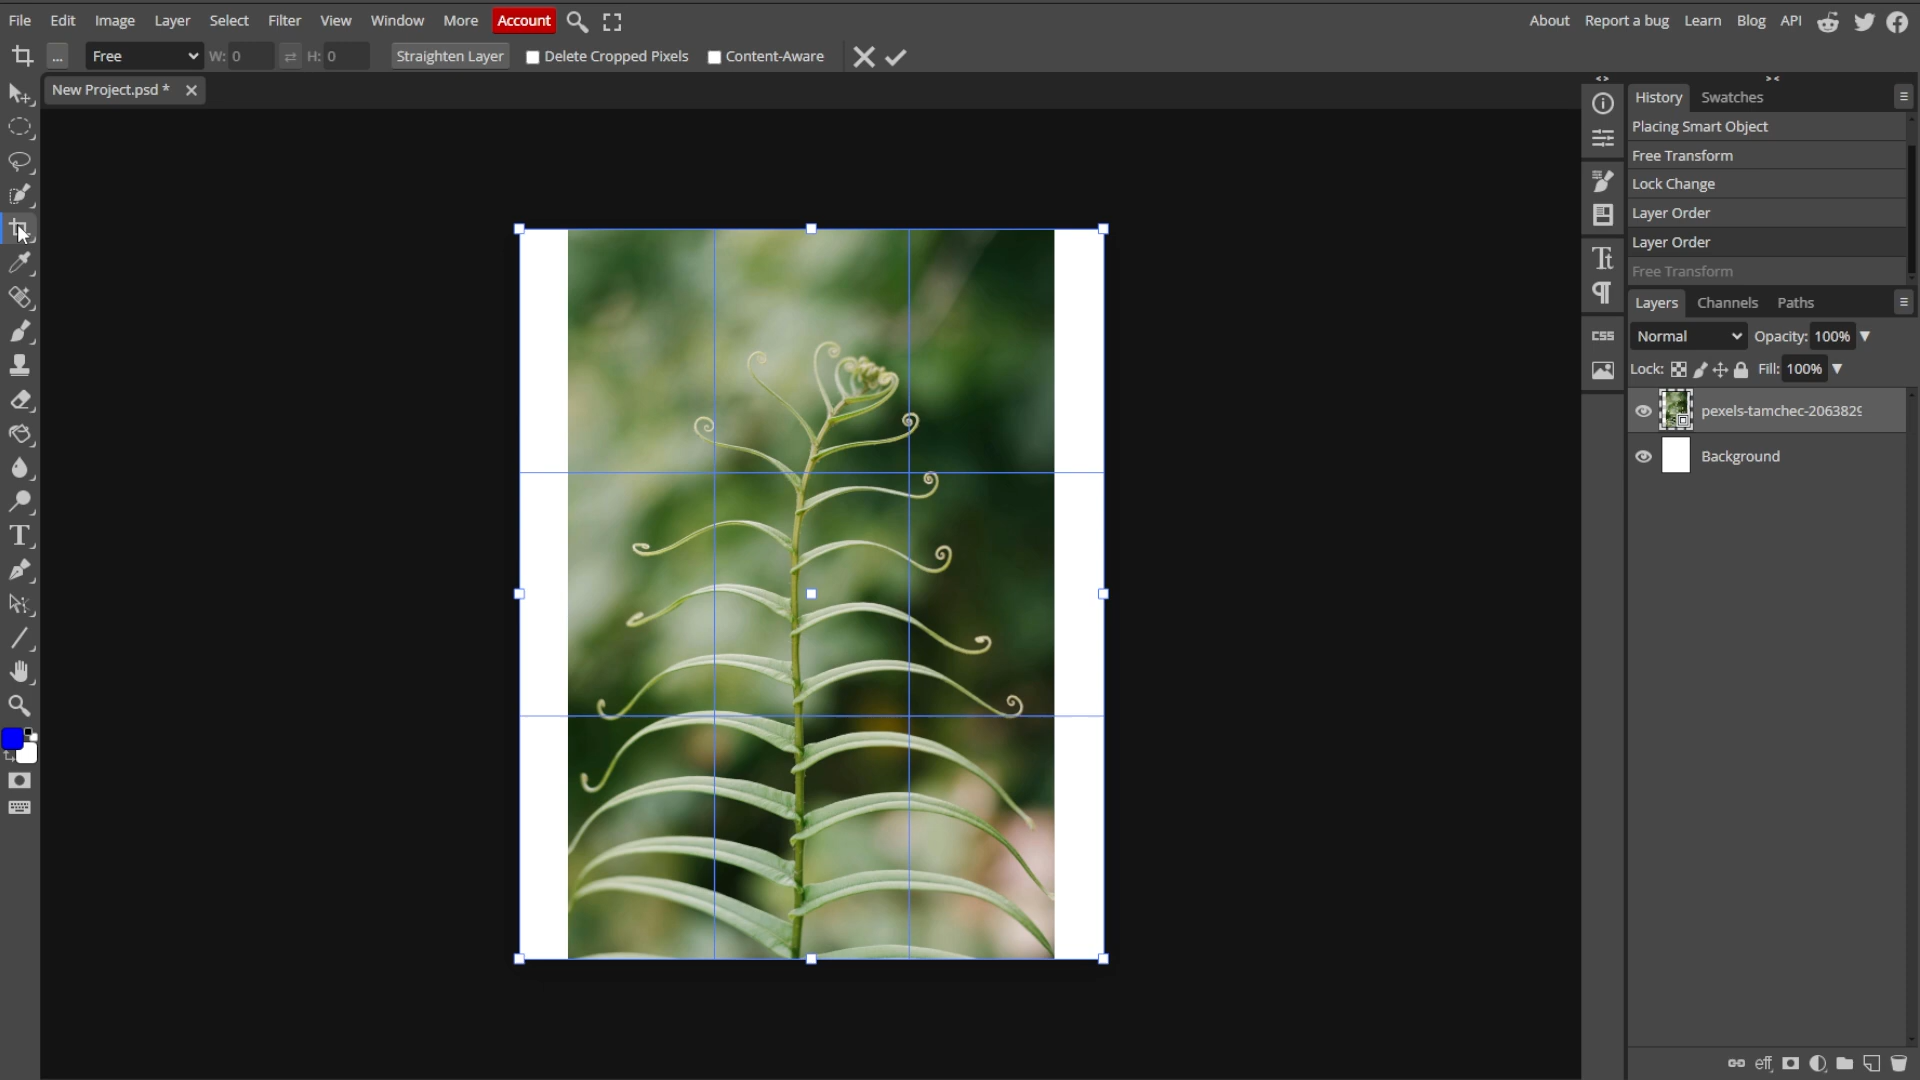 File Edit Image Layer Select Filter View Window More Account About Report a bug Learn Blog API
... Free W: 0 H: 0 Straighten Layer Delete Cropped Pixels Content-Aware
New Project.psd *
History Swatches
Placing Smart Object
Free Transform
Lock Change
Layer Order
Layer Order
Free Transform
Layers Channels Paths
Normal Opacity: 100%
Lock: Fill: 100%
pexels-tamchec-2063829
Background
T
Tt
CSS
eff